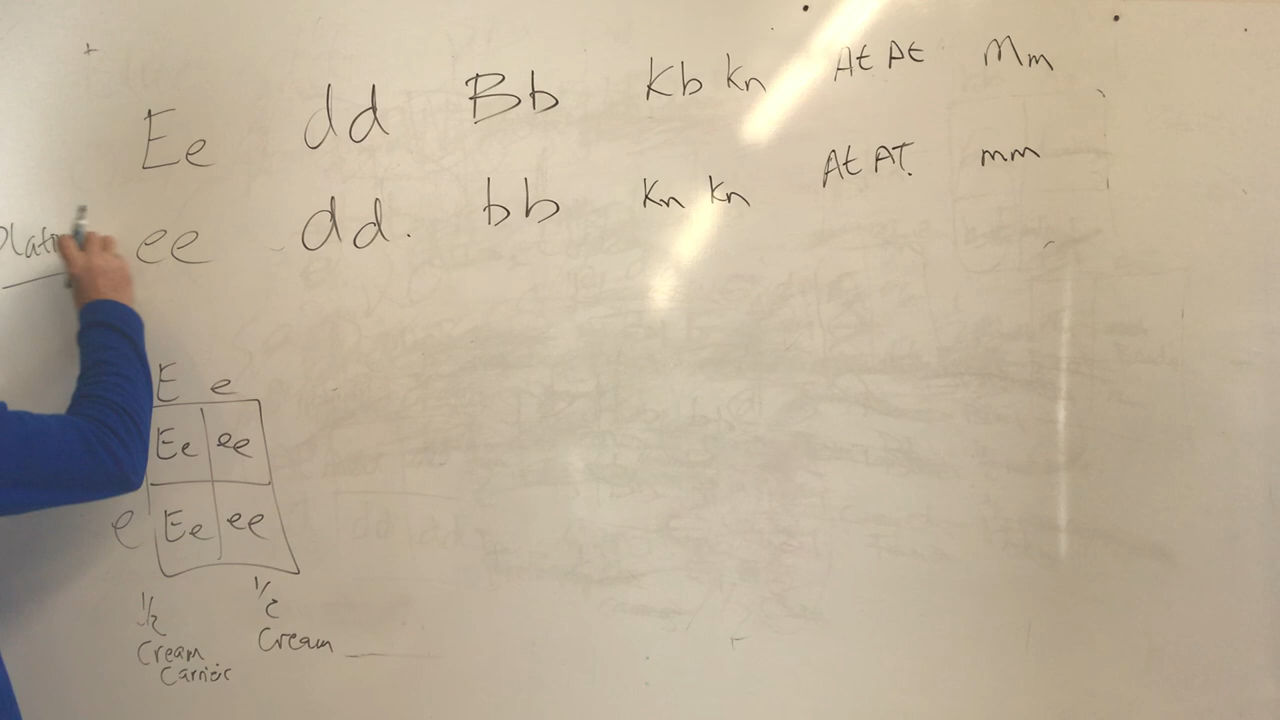 Ee dd Bb Kb Kn At At Mm
ee dd. bb Kn Kn At AT. mm
E e
Ee ee
e Ee ee
1/2 1/2
Cream Cream
Carrier